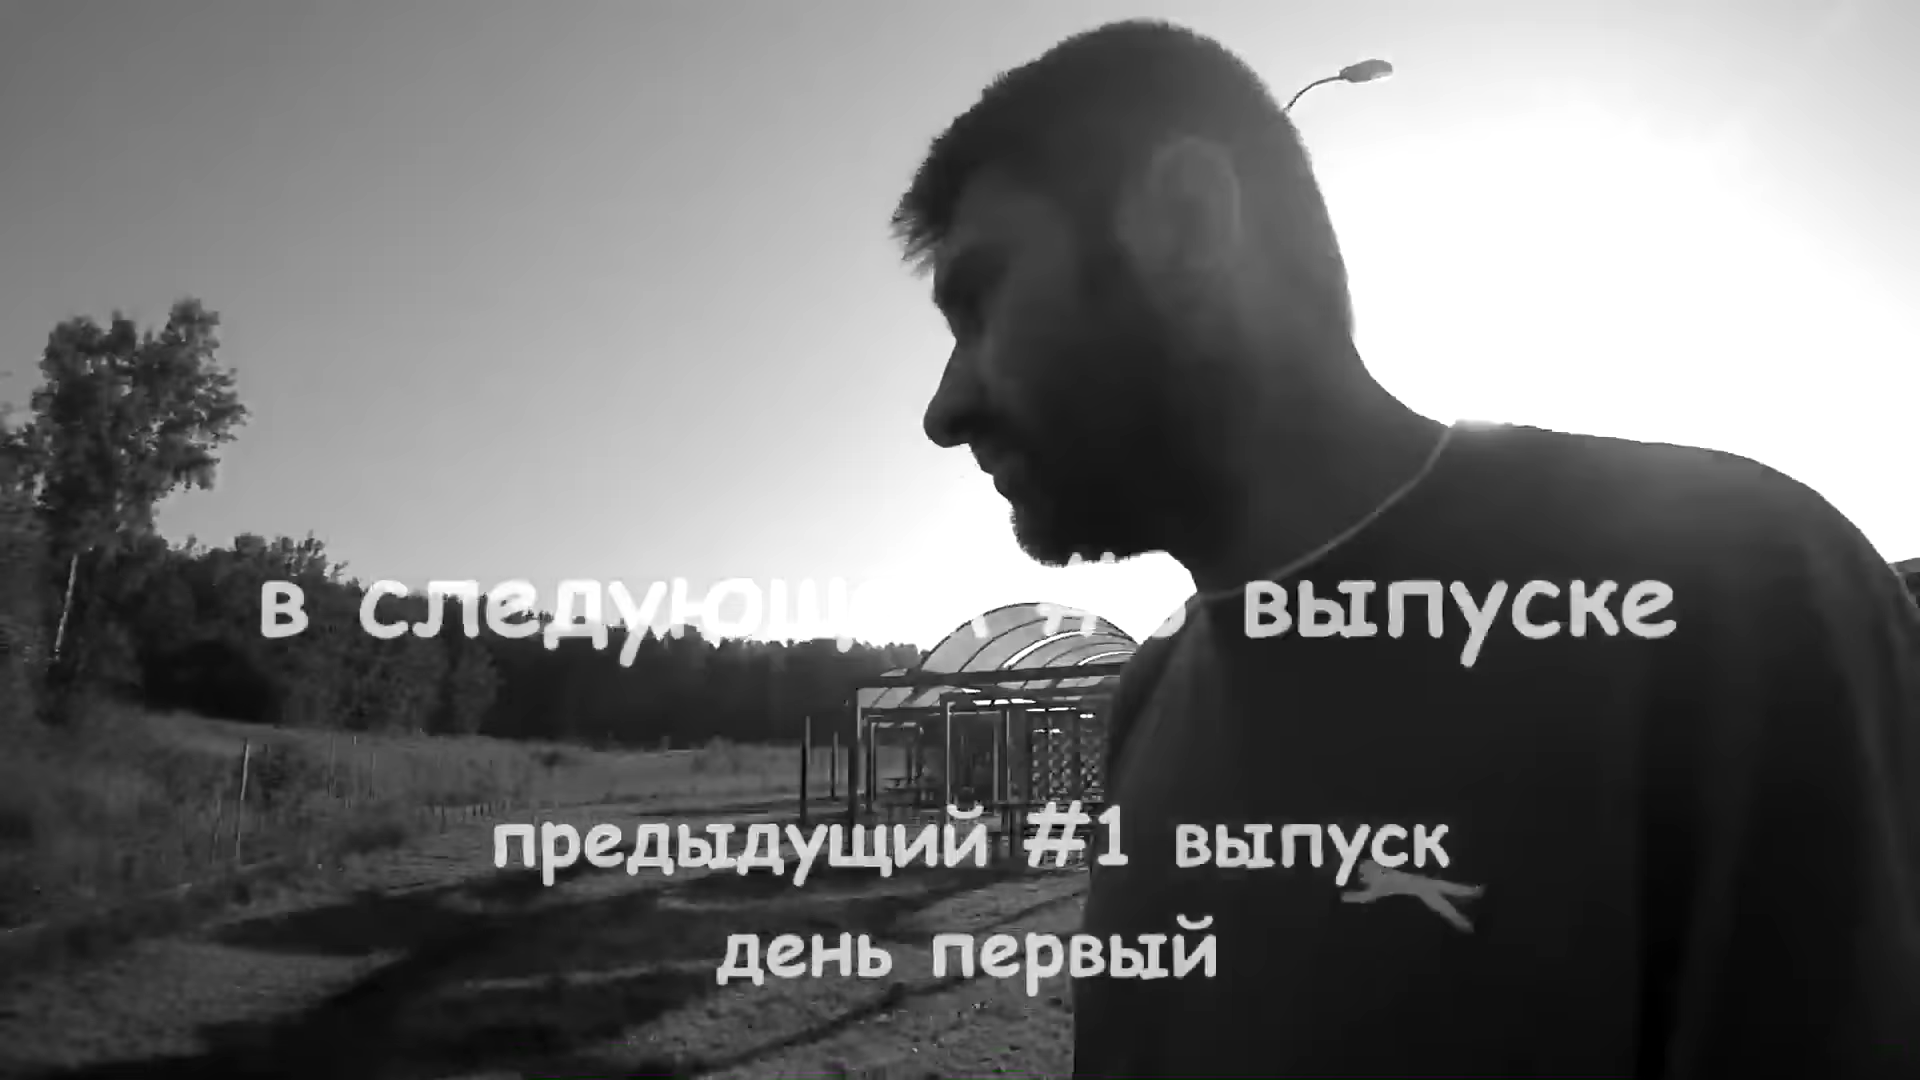 в выпуске
предыдущий #1 выпуск
день первый